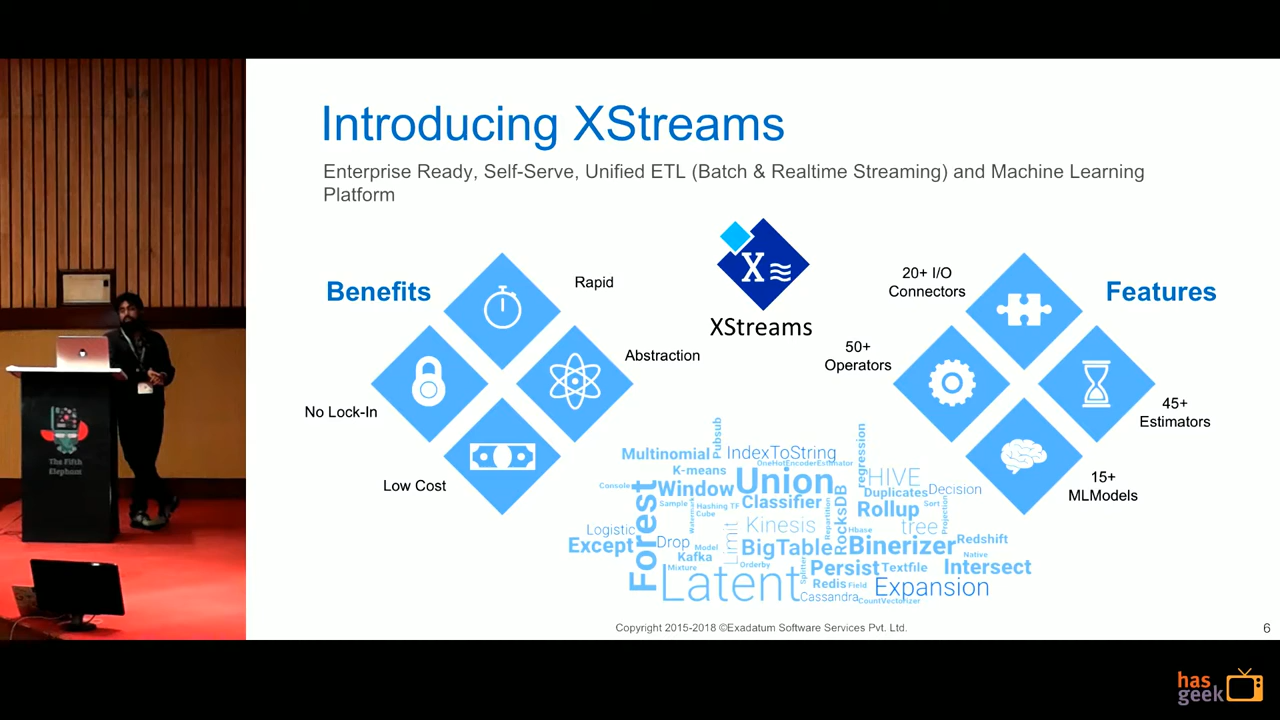 Introducing XStreams
Enterprise Ready, Self-Serve, Unified ETL (Batch & Realtime Streaming) and Machine Learning
Platform
Benefits
Rapid
Abstraction
No Lock-In
Low Cost
X
XStreams
20+ I/O
Connectors
Features
50+
Operators
45+
Estimators
15+
MLModels
Pubsub
Multinomial
IndexToString
regression
OneHotEncoderEstimator
K-means
Union
HIVE
Console
Forest
Window
Duplicates
Decision
Sample
Watermark
Hashing TF
Classifier
RocksDB
Rollup
Sort
Projection
Cube
Logistic
Limit
Kinesis
Repartition
Hbase
tree
Except
Drop
Model
BigTable
Binerizer
Redshift
Kafka
Native
Mixture
Orderby
Splitter
Persist
Textfile
Intersect
Latent
Redis
Field
Expansion
Cassandra
CountVectorizer
Copyright 2015-2018 ©Exadatum Software Services Pvt. Ltd.
6
The Fifth
Elephant
has
geek